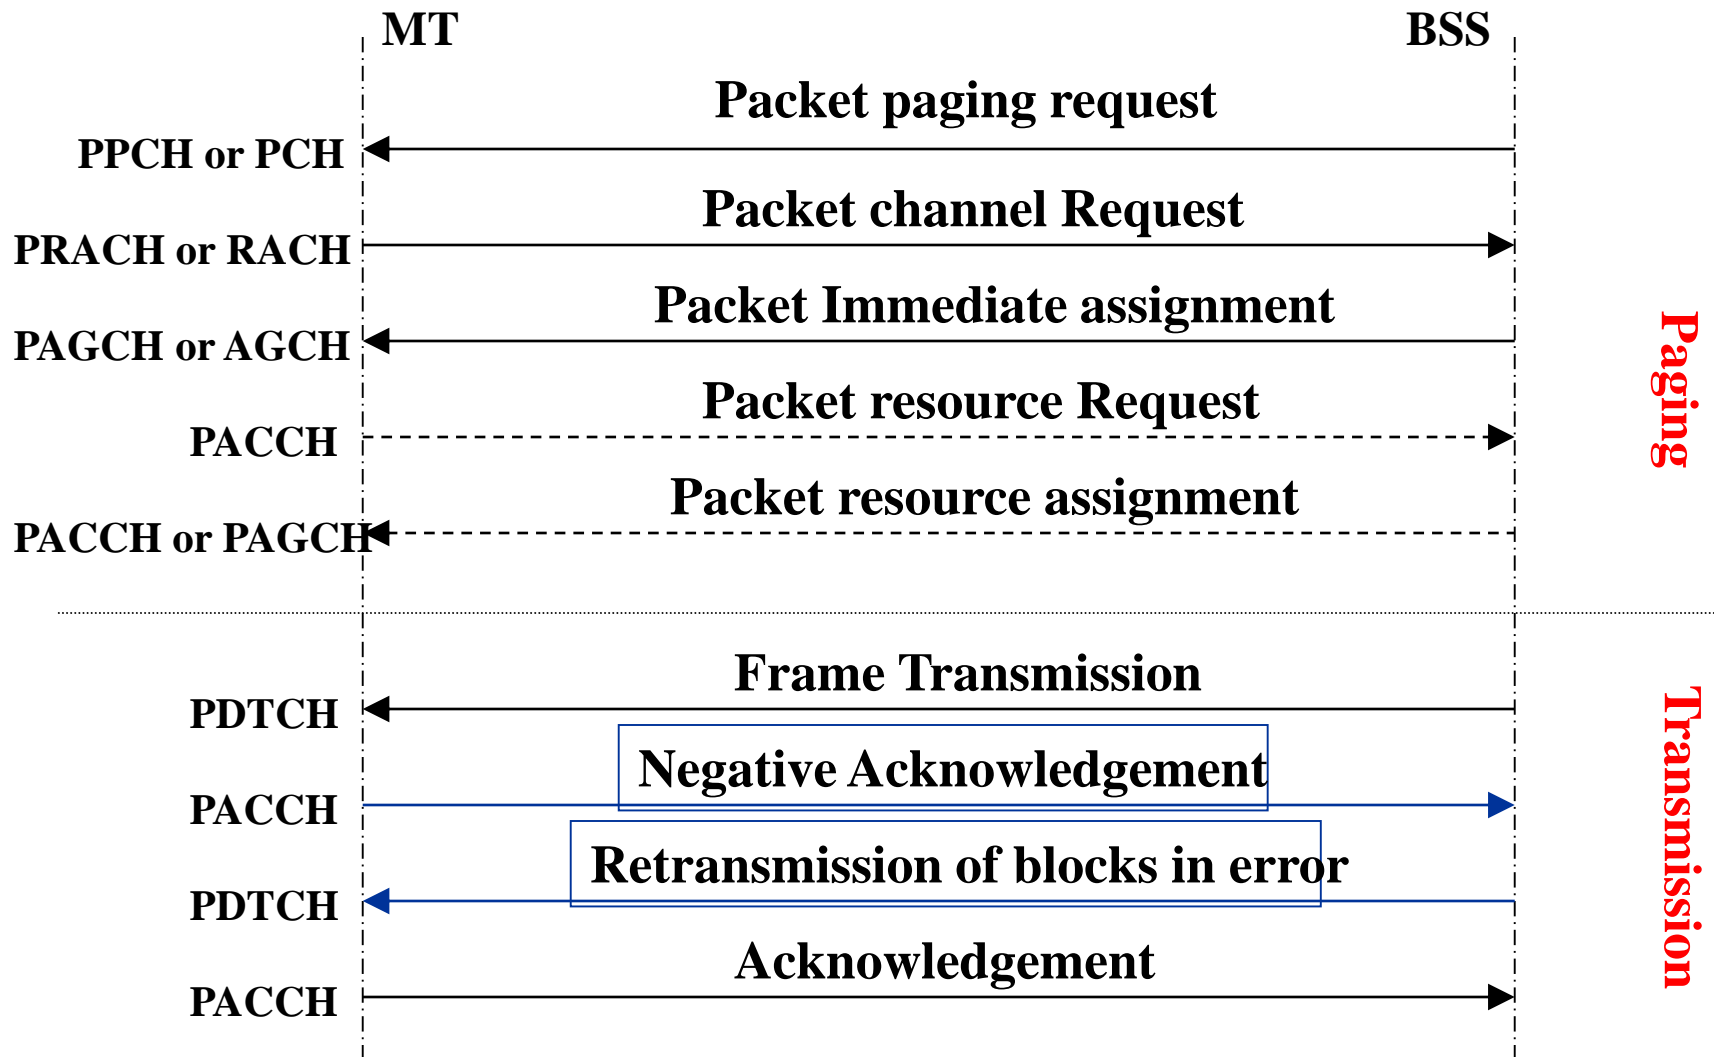 MT
BSS
Packet paging request
PPCH or PCH
Packet channel Request
PRACH or RACH
Packet Immediate assignment
PAGCH or AGCH
Packet resource Request
PACCH
Packet resource assignment
PACCH or PAGCH
Paging
Frame Transmission
PDTCH
Negative Acknowledgement
PACCH
Retransmission of blocks in error
PDTCH
Acknowledgement
PACCH
Transmission